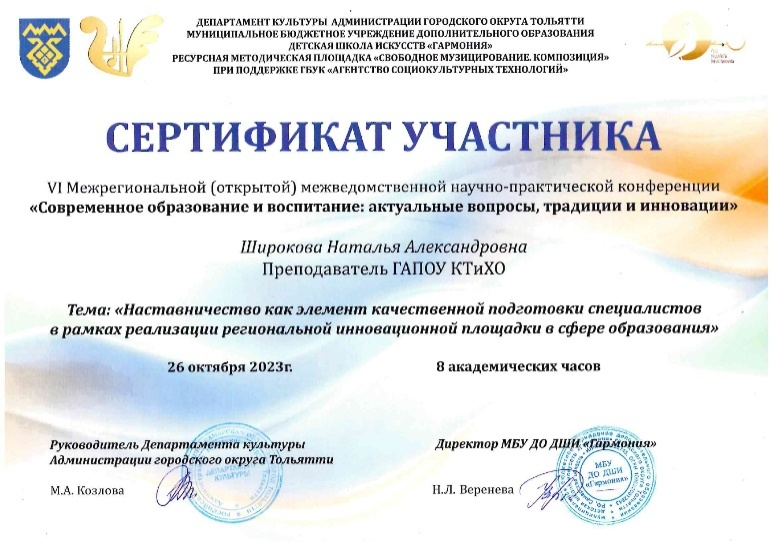 ДЕПАРТАМЕНТ КУЛЬТУРЫ АДМИНИСТРАЦИИ ГОРОДСКОГО ОКРУГА ТОЛЬЯТТИ
МУНИЦИПАЛЬНОЕ БЮДЖЕТНОЕ УЧРЕЖДЕНИЕ ДОПОЛНИТЕЛЬНОГО ОБРАЗОВАНИЯ
ДЕТСКАЯ ШКОЛА ИСКУССТВ «ГАРМОНИЯ»
РЕСУРСНАЯ МЕТОДИЧЕСКАЯ ПЛОЩАДКА «СВОБОДНОЕ МУЗИЦИРОВАНИЕ. КОМПОЗИЦИЯ»
ПРИ ПОДДЕРЖКЕ ГБУК «АГЕНТСТВО СОЦИОКУЛЬТУРНЫХ ТЕХНОЛОГИЙ»
СЕРТИФИКАТ УЧАСТНИКА
VI Межрегиональной (открытой) межведомственной научно-практической конференции
«Современное образование и воспитание: актуальные вопросы, традиции и инновации»
Широкова Наталья Александровна
Преподаватель ГАПОУ КТиХО
Тема: «Наставничество как элемент качественной подготовки специалистов
в рамках реализации региональной инновационной площадки в сфере образования»
26 октября 2023г.
8 академических часов
Руководитель Департамента культуры
Администрации городского округа Тольятти
М.А. Козлова
ДЕПАРТАМЕНТ
КУЛЬТУРЫ
Директор МБУ ДО ДШИ «Гармония»
Н.Л. Веренева
МБУ
ДО ДШИ
«Гармония»